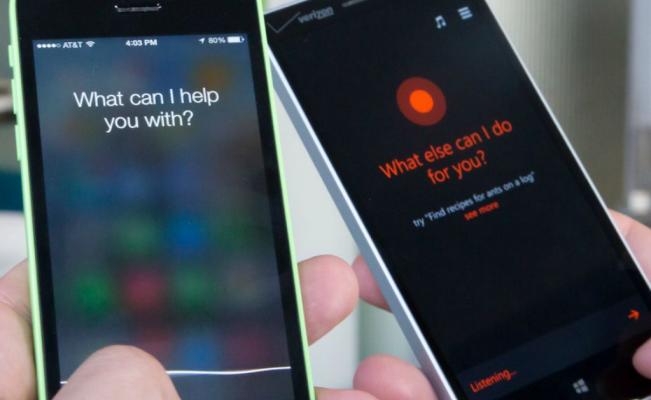 AT&T 4:03 PM 80%
What can I help
you with?
verizon
What else can I do
for you?
try "Find recipes for ants on a log"
see more
Listening...